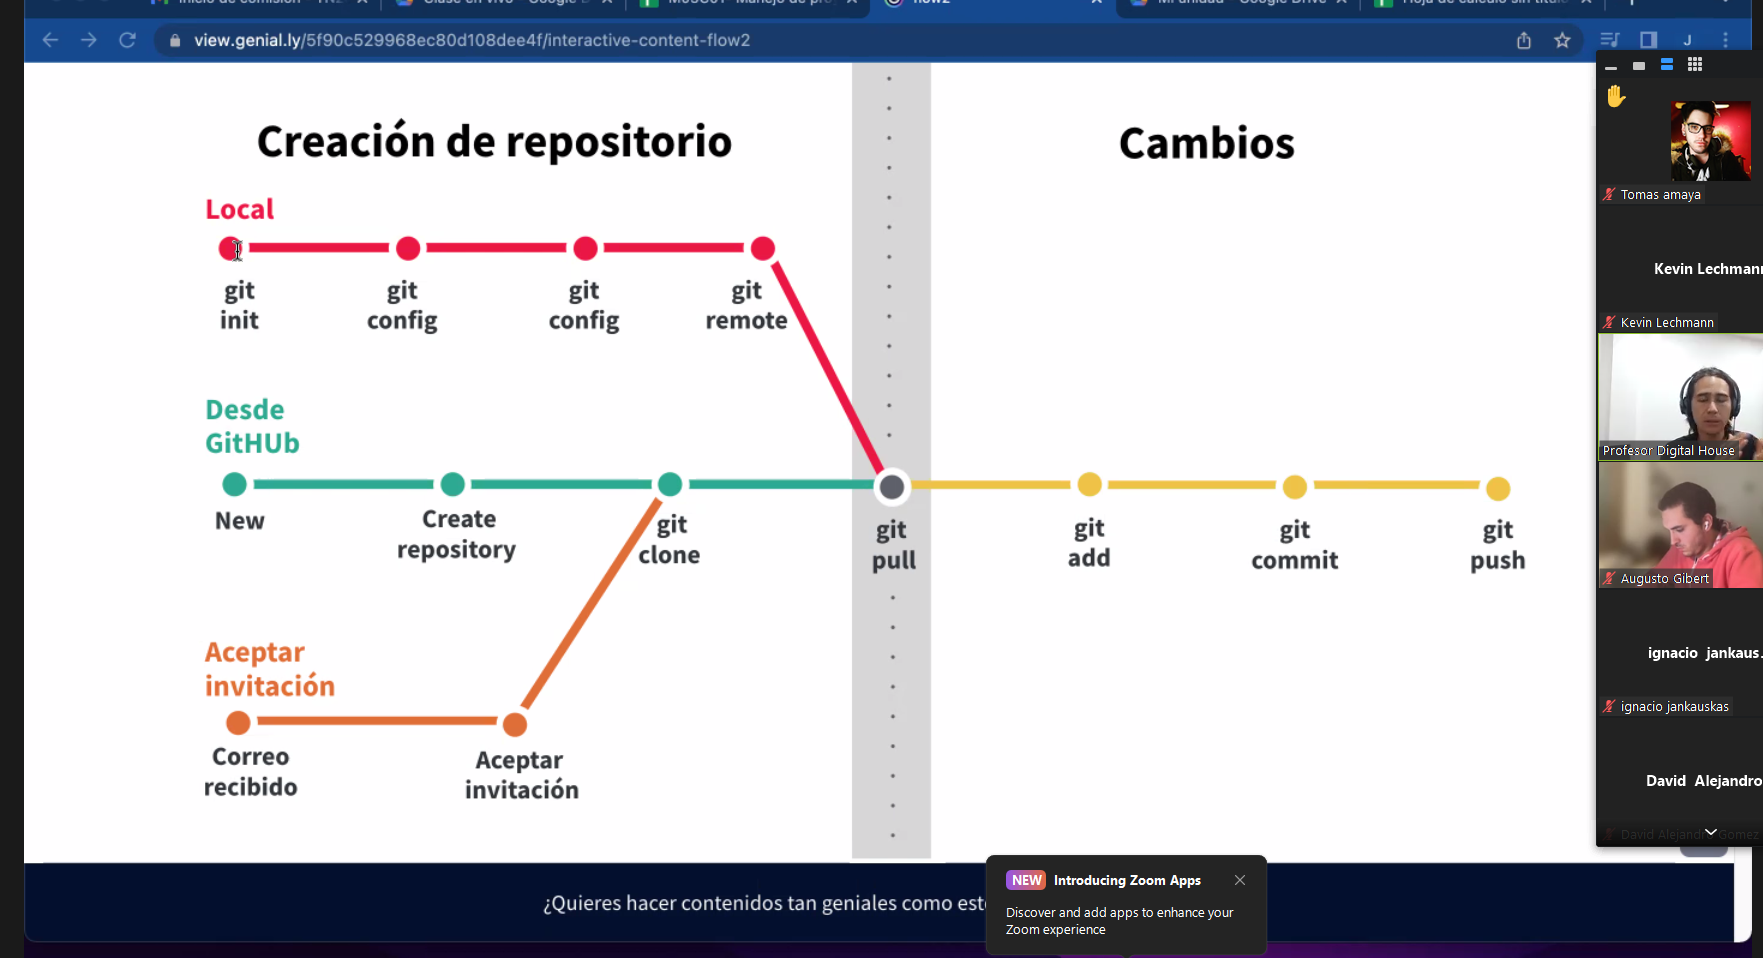 view.genial.ly/5f90c529968ec80d108dee4f/interactive-content-flow2
J
Creación de repositorio
Cambios
Local
git
init
git
config
git
config
git
remote
Desde
GitHUb
New
Create
repository
git
clone
git
pull
git
add
git
commit
git
push
Aceptar
invitación
Correo
recibido
Aceptar
invitación
¿Quieres hacer contenidos tan geniales como
NEW Introducing Zoom Apps
Discover and add apps to enhance your
Zoom experience
Tomas amaya
Kevin Lechmann
Kevin Lechmann
Profesor Digital House
Augusto Gibert
ignacio jankaus.
ignacio jankauskas
David Alejandro
David Alejandro Gomez